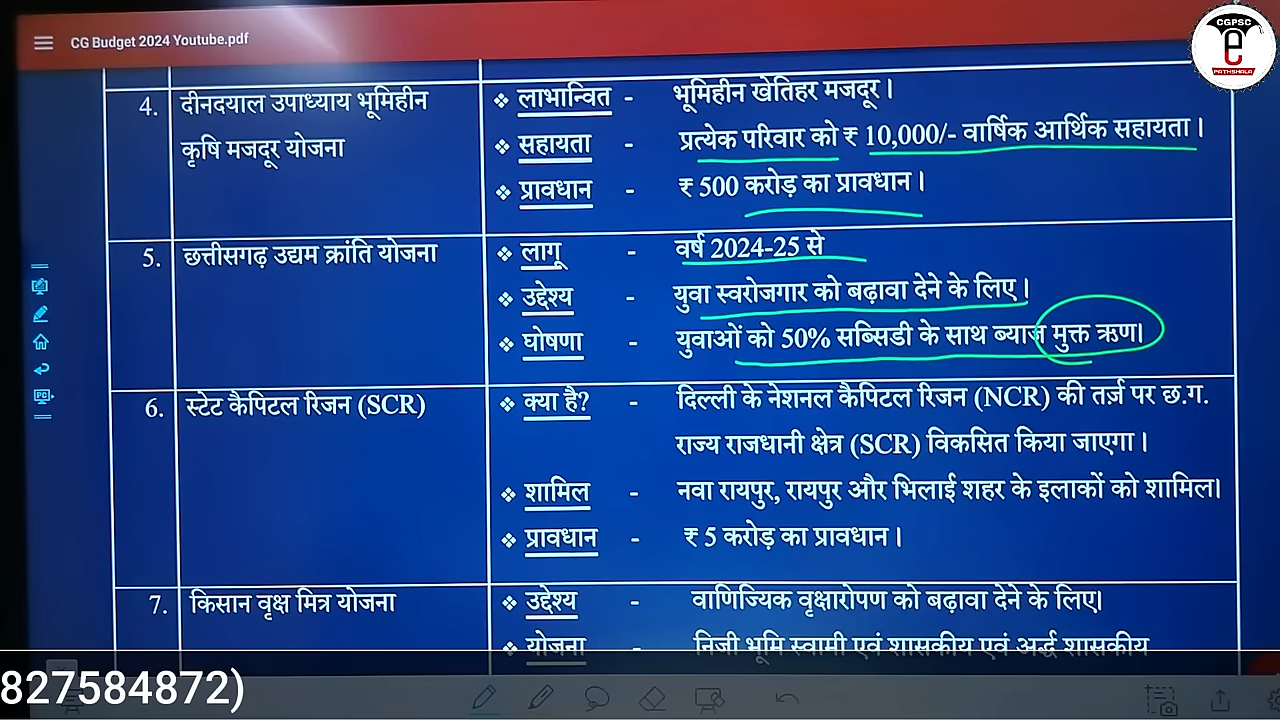 CG Budget 2024 Youtube.pdf
CGPSC
e
PATHSHALA
4. दीनदयाल उपाध्याय भूमिहीन
कृषि मजदूर योजना
❖ लाभान्वित - भूमिहीन खेतिहर मजदूर।
❖ सहायता - प्रत्येक परिवार को ₹ 10,000/- वार्षिक आर्थिक सहायता।
❖ प्रावधान - ₹ 500 करोड़ का प्रावधान।
5. छत्तीसगढ़ उद्यम क्रांति योजना
❖ लागू - वर्ष 2024-25 से
❖ उद्देश्य - युवा स्वरोजगार को बढ़ावा देने के लिए।
❖ घोषणा - युवाओं को 50% सब्सिडी के साथ ब्याज मुक्त ऋण।
6. स्टेट कैपिटल रिजन (SCR)
❖ क्या है? - दिल्ली के नेशनल कैपिटल रिजन (NCR) की तर्ज़ पर छ.ग.
राज्य राजधानी क्षेत्र (SCR) विकसित किया जाएगा।
❖ शामिल - नवा रायपुर, रायपुर और भिलाई शहर के इलाकों को शामिल।
❖ प्रावधान - ₹ 5 करोड़ का प्रावधान।
7. किसान वृक्ष मित्र योजना
❖ उद्देश्य - वाणिज्यिक वृक्षारोपण को बढ़ावा देने के लिए।
❖ योजना - निजी भूमि स्वामी एवं शासकीय एवं अर्द्ध शासकीय
827584872)